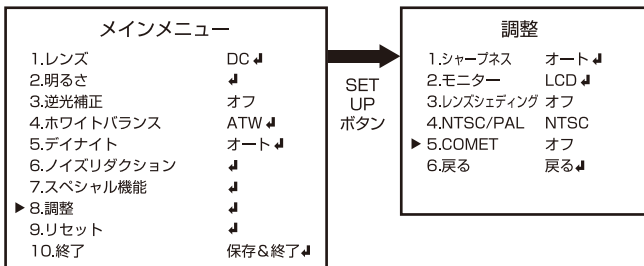 メインメニュー
1.レンズ DC↲
2.明るさ ↲
3.逆光補正 オフ
4.ホワイトバランス ATW↲
5.デイナイト オート↲
6.ノイズリダクション ↲
7.スペシャル機能 ↲
▶ 8.調整 ↲
9.リセット ↲
10.終了 保存&終了↲
SET
UP
ボタン
調整
1.シャープネス オート↲
2.モニター LCD↲
3.レンズシェディング オフ
4.NTSC/PAL NTSC
▶ 5.COMET オフ
6.戻る 戻る↲